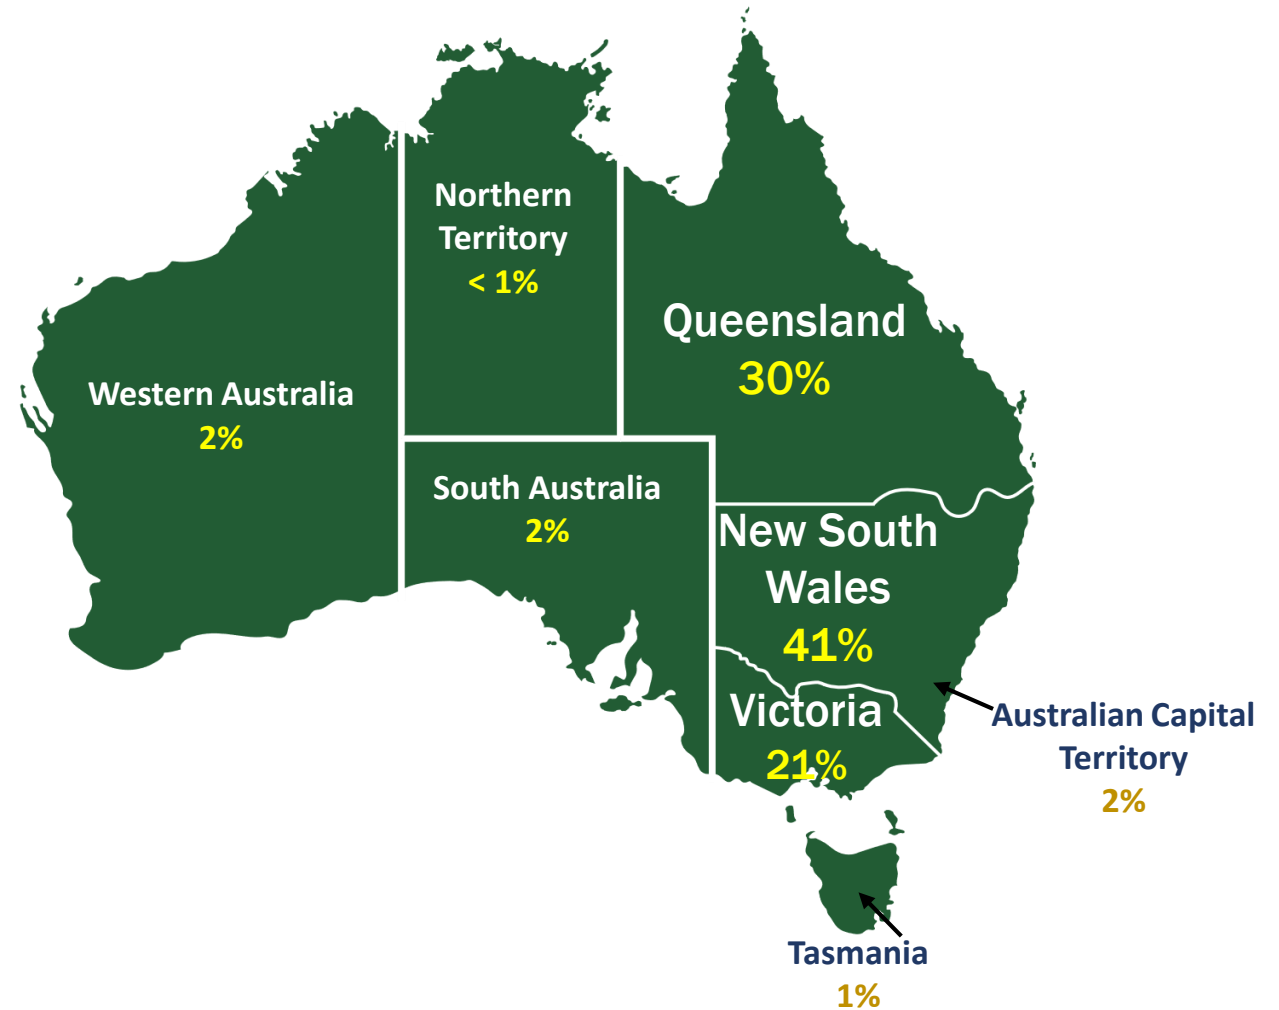 Northern
Territory
< 1%
Queensland
30%
Western Australia
2%
South Australia
2%
New South
Wales
41%
Victoria
21%
Australian Capital
Territory
2%
Tasmania
1%